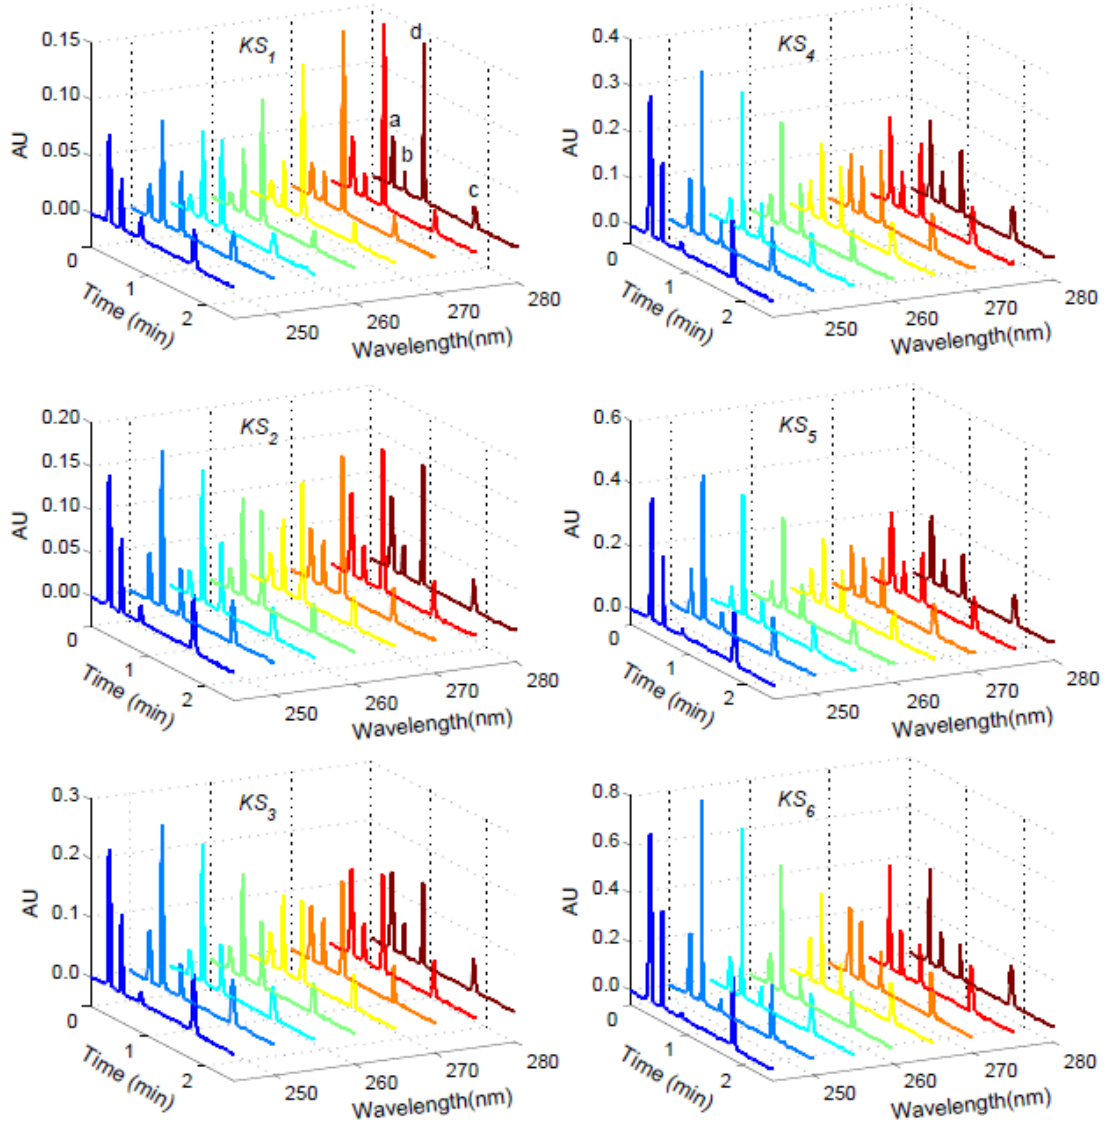 KS1
0.15
0.10
0.05
0.00
AU
a
b
c
d
0
1
2
Time (min)
250
260
270
280
Wavelength(nm)
KS4
0.4
0.3
0.2
0.1
0.0
AU
0
1
2
Time (min)
250
260
270
280
Wavelength(nm)
KS2
0.20
0.15
0.10
0.05
0.00
AU
0
1
2
Time (min)
250
260
270
280
Wavelength(nm)
KS5
0.6
0.4
0.2
0.0
AU
0
1
2
Time (min)
250
260
270
280
Wavelength(nm)
KS3
0.3
0.2
0.1
0.0
AU
0
1
2
Time (min)
250
260
270
280
Wavelength(nm)
KS6
0.8
0.6
0.4
0.2
0.0
AU
0
1
2
Time (min)
250
260
270
280
Wavelength(nm)